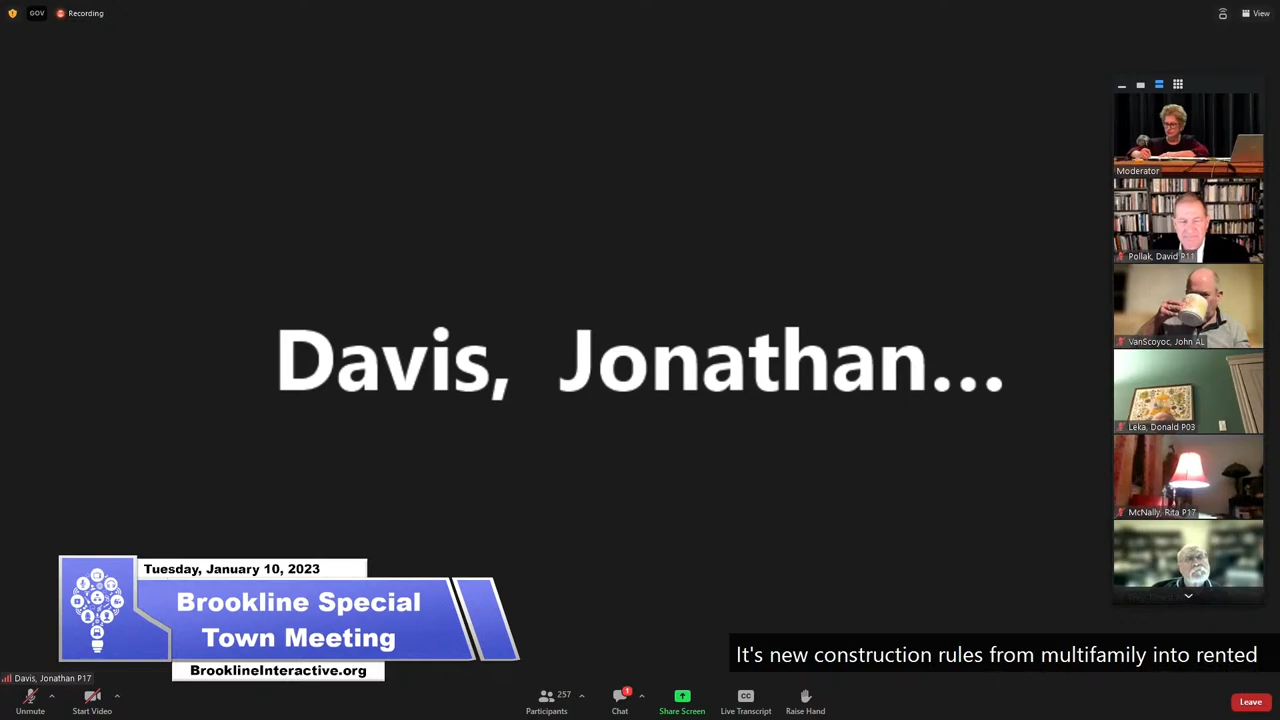 GOV
Recording
View
Moderator
Pollak, David P11
VanScoyoc, John AL
Leka, Donald P03
McNally, Rita P17
Davis, Jonathan...
Tuesday, January 10, 2023
Brookline Special
Town Meeting
BrooklineInteractive.org
It's new construction rules from multifamily into rented
Davis, Jonathan P17
Unmute
Start Video
257
Participants
1
Chat
Share Screen
CC
Live Transcript
Raise Hand
Leave